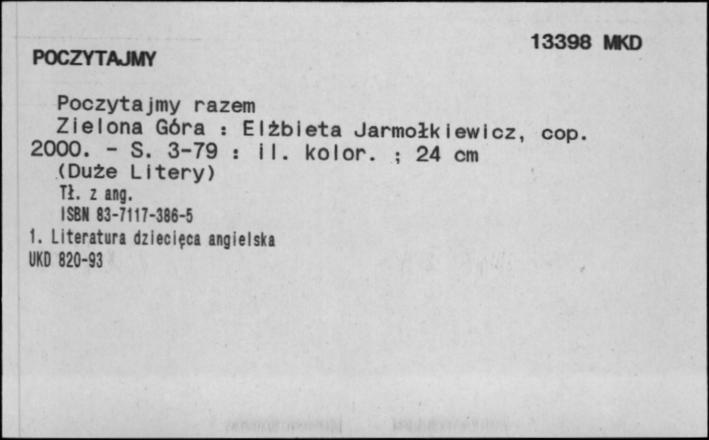 13398 MKD
POCZYTAJMY
Poczytajmy razem
Zielona Góra : Elżbieta Jarmołkiewicz, cop.
2000. - S. 3-79 : il. kolor. ; 24 cm
(Duże Litery)
Tł. z ang.
ISBN 83-7117-386-5
1. Literatura dziecięca angielska
UKD 820-93